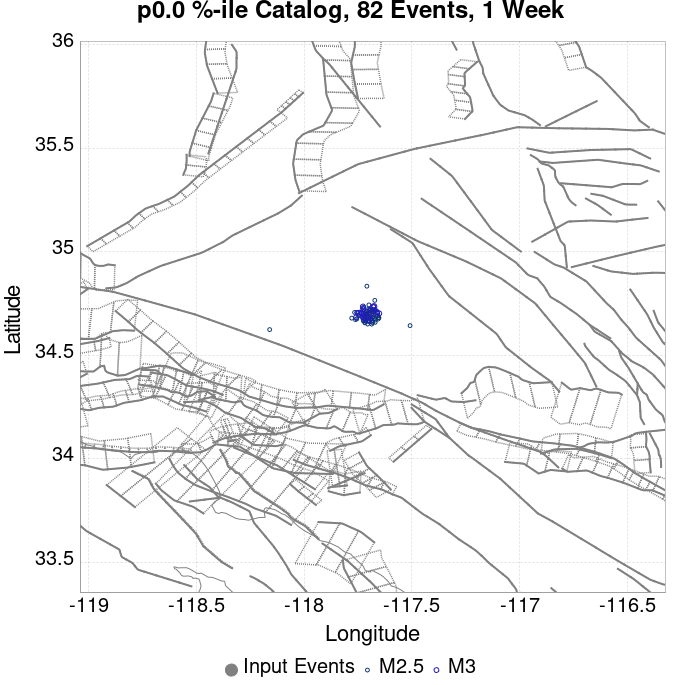 p0.0 %-ile Catalog, 82 Events, 1 Week
36
35.5
35
34.5
34
33.5
Latitude
-119 -118.5 -118 -117.5 -117 -116.5
Longitude
Input Events M2.5 M3